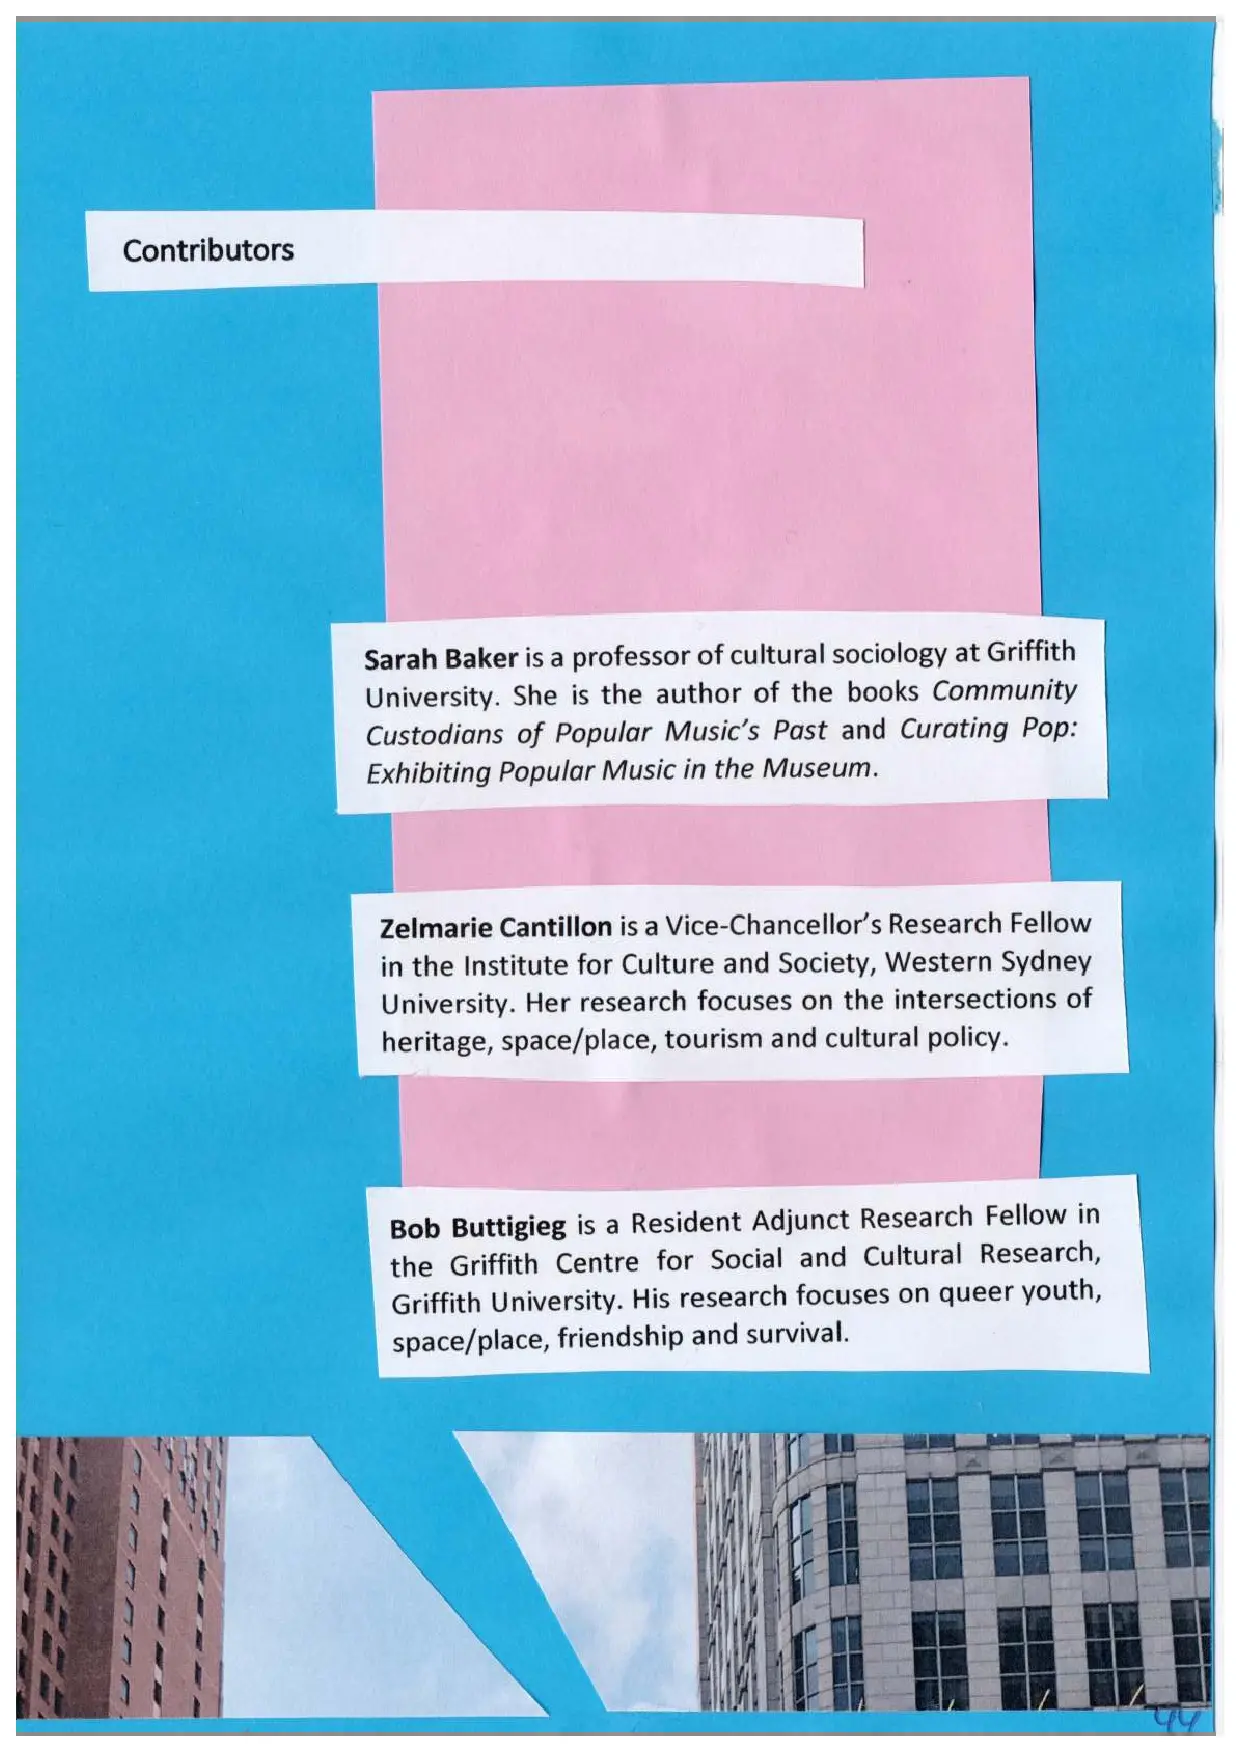 Contributors
Sarah Baker is a professor of cultural sociology at Griffith
University. She is the author of the books Community
Custodians of Popular Music's Past and Curating Pop:
Exhibiting Popular Music in the Museum.
Zelmarie Cantillon is a Vice-Chancellor's Research Fellow
in the Institute for Culture and Society, Western Sydney
University. Her research focuses on the intersections of
heritage, space/place, tourism and cultural policy.
Bob Buttigieg is a Resident Adjunct Research Fellow in
the Griffith Centre for Social and Cultural Research,
Griffith University. His research focuses on queer youth,
space/place, friendship and survival.
44